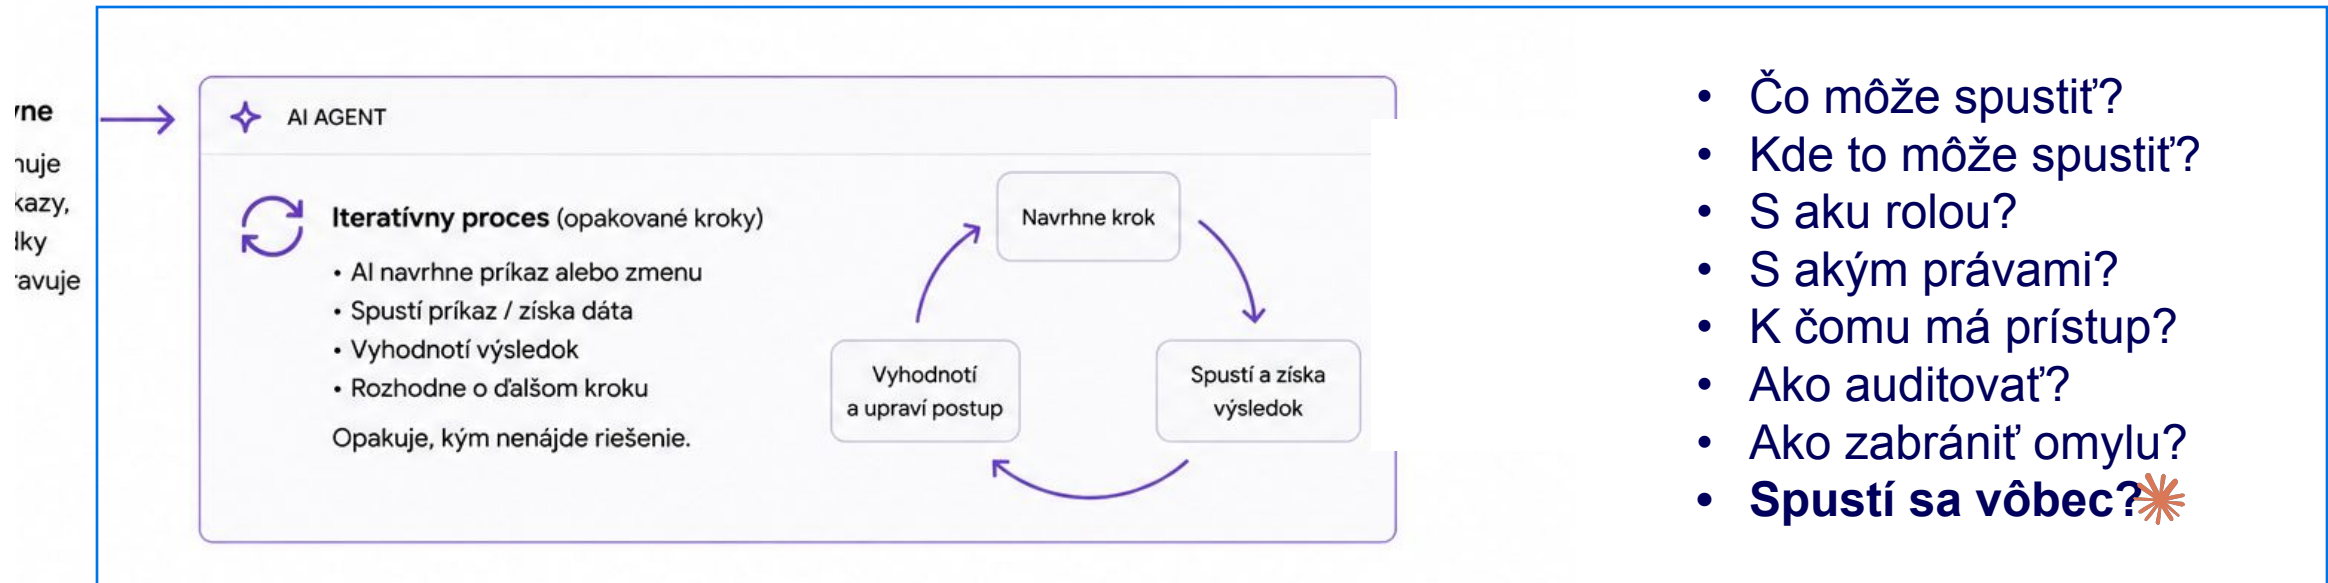 AI AGENT
Iteratívny proces (opakované kroky)
• AI navrhne príkaz alebo zmenu
• Spustí príkaz / získa dáta
• Vyhodnotí výsledok
• Rozhodne o ďalšom kroku
Opakuje, kým nenájde riešenie.
Navrhne krok
Spustí a získa
výsledok
Vyhodnotí
a upraví postup
• Čo môže spustiť?
• Kde to môže spustiť?
• S aku rolou?
• S akým právami?
• K čomu má prístup?
• Ako auditovať?
• Ako zabrániť omylu?
• Spustí sa vôbec?